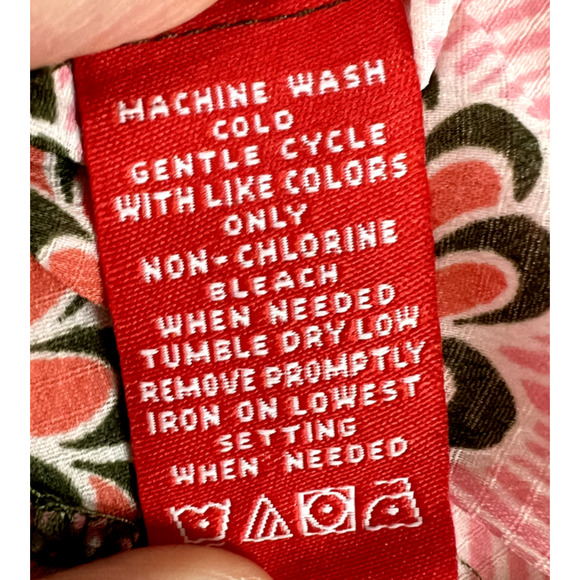 MACHINE WASH
COLD
GENTLE CYCLE
WITH LIKE COLORS
ONLY
NON-CHLORINE
BLEACH
WHEN NEEDED
TUMBLE DRY LOW
REMOVE PROMPTLY
IRON ON LOWEST
SETTING
WHEN NEEDED